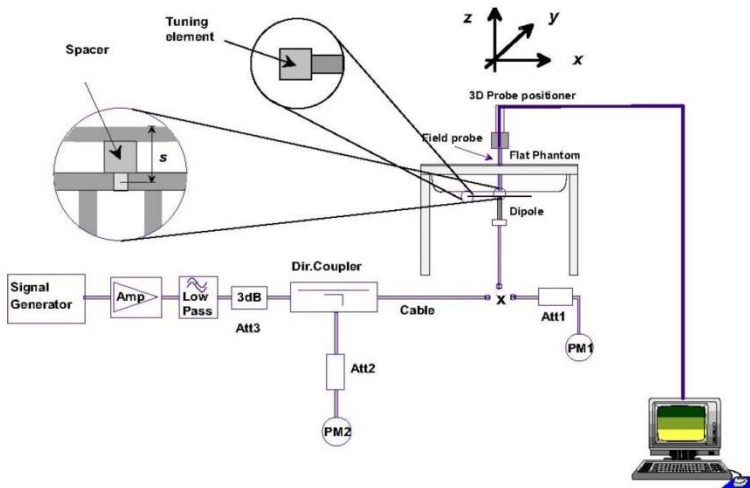 Tuning
element
Spacer
s
z
y
x
3D Probe positioner
Field probe
Flat Phantom
Dipole
Signal
Generator
Amp
Low
Pass
3dB
Att3
Dir.Coupler
Cable
x
Att1
PM1
Att2
PM2